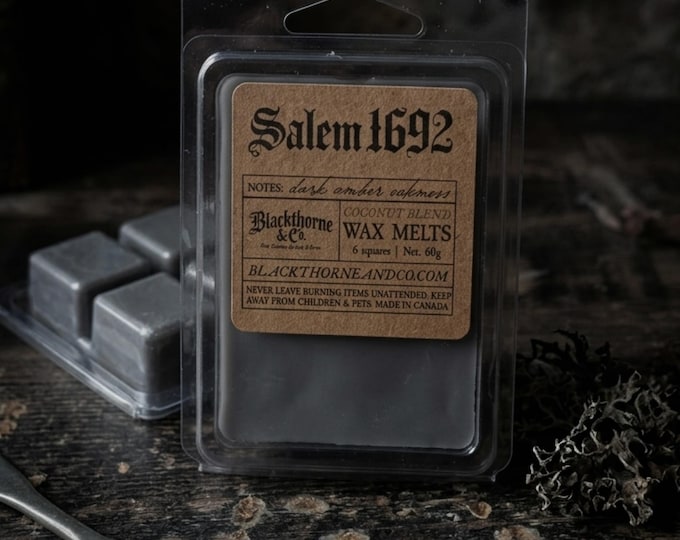 Salem 1692
NOTES: dark amber oakmoss
Blackthorne
& Co.
COCONUT BLEND
WAX MELTS
6 squares | Net. 60g
BLACKTHORNEANDCO.COM
NEVER LEAVE BURNING ITEMS UNATTENDED. KEEP
AWAY FROM CHILDREN & PETS. MADE IN CANADA